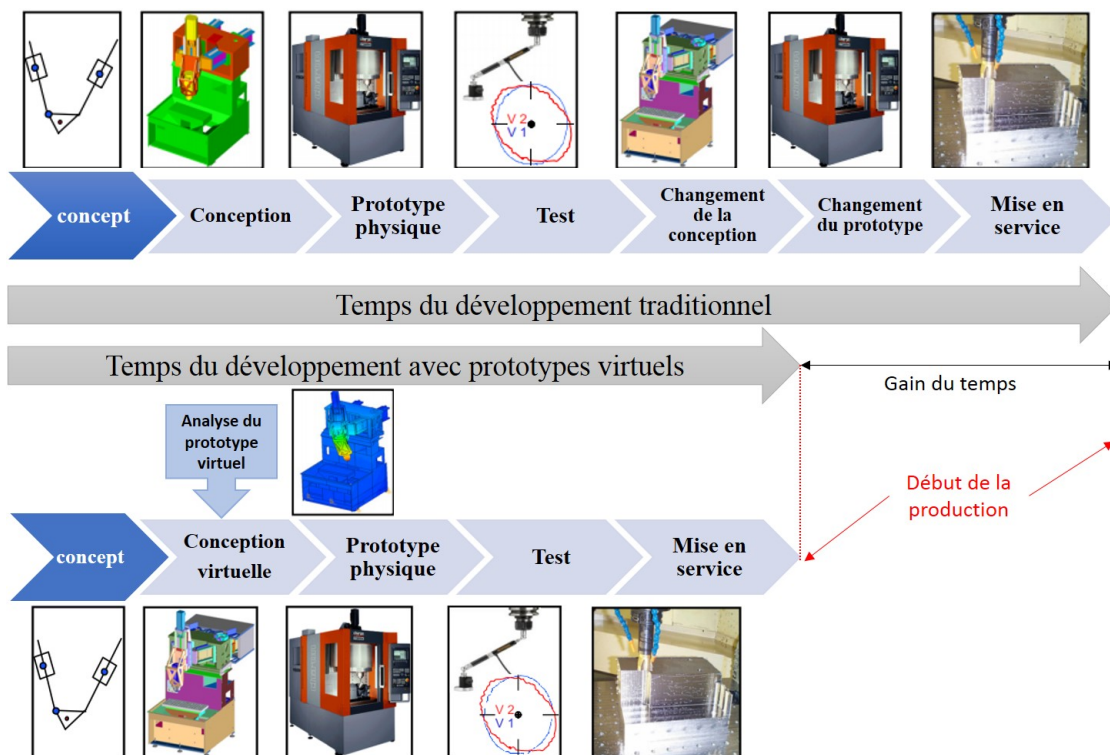 V 2
V 1
concept
Conception
Prototype
physique
Test
Changement
de la
conception
Changement
du prototype
Mise en
service
Temps du développement traditionnel
Temps du développement avec prototypes virtuels
Gain du temps
Analyse du
prototype
virtuel
Début de la
production
concept
Conception
virtuelle
Prototype
physique
Test
Mise en
service
V 2
V 1